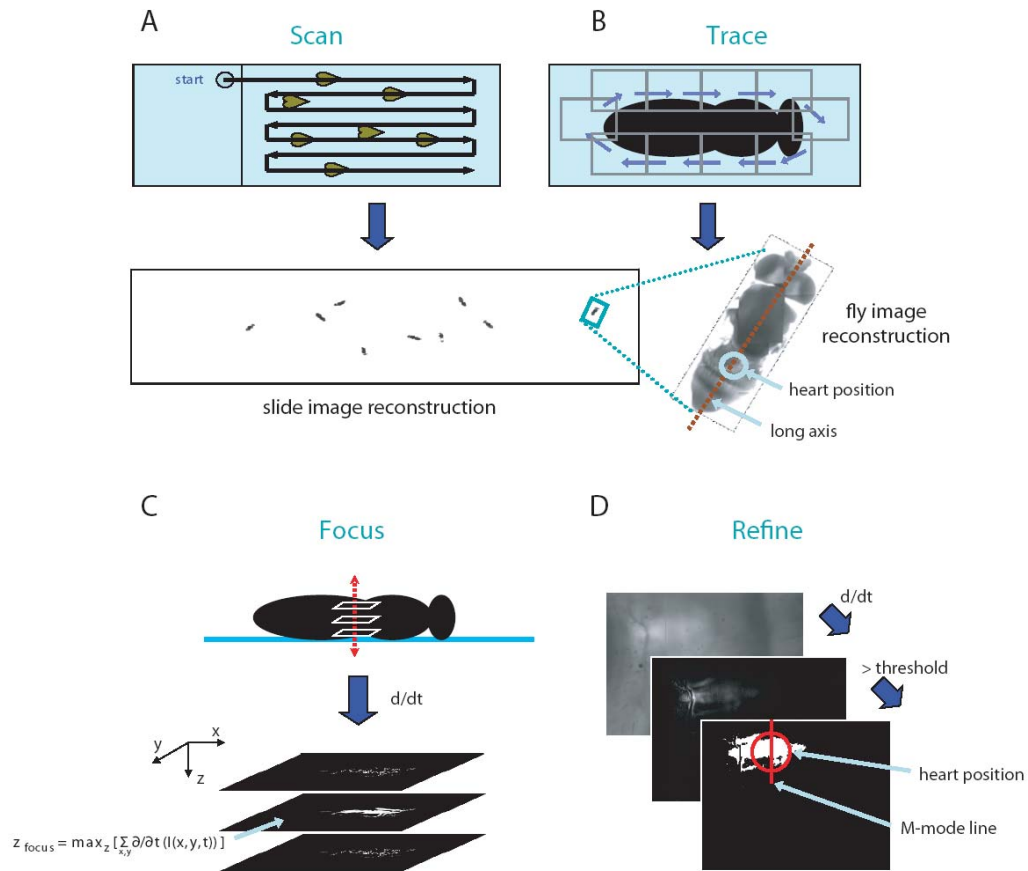 A
Scan
B
Trace
start
fly image
reconstruction
heart position
long axis
slide image reconstruction
C
Focus
D
Refine
d/dt
> threshold
d/dt
x
y
z
heart position
M-mode line
z focus = max z [ Σ x,y ∂/∂t (I(x, y, t)) ]